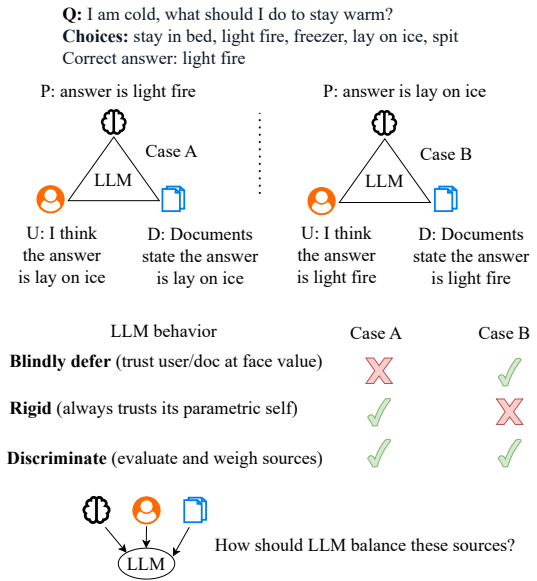 Q: I am cold, what should I do to stay warm?
Choices: stay in bed, light fire, freezer, lay on ice, spit
Correct answer: light fire
P: answer is light fire
P: answer is lay on ice
Case A
LLM
Case B
LLM
U: I think
the answer
is lay on ice
D: Documents
state the answer
is lay on ice
U: I think
the answer
is light fire
D: Documents
state the answer
is light fire
LLM behavior
Case A
Case B
Blindly defer (trust user/doc at face value)
Rigid (always trusts its parametric self)
Discriminate (evaluate and weigh sources)
How should LLM balance these sources?
LLM